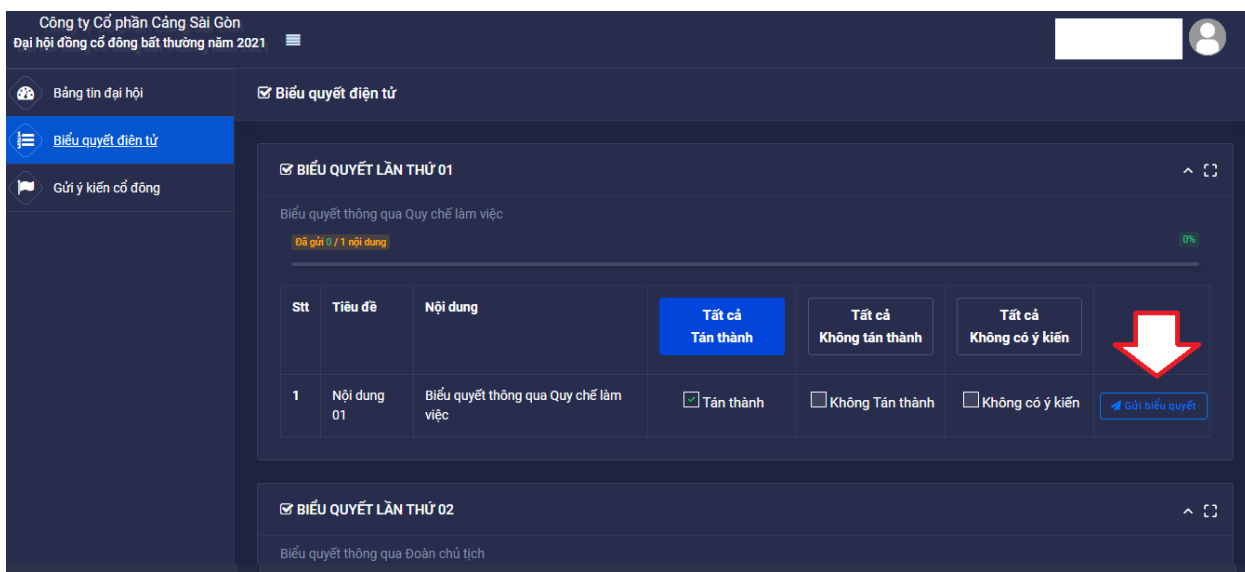 Công ty Cổ phần Cảng Sài Gòn
Đại hội đồng cổ đông bất thường năm 2021
Bảng tin đại hội
Biểu quyết điện tử
Gửi ý kiến cổ đông
Biểu quyết điện tử
BIỂU QUYẾT LẦN THỨ 01
Biểu quyết thông qua Quy chế làm việc
Đã gửi 0 / 1 nội dung
0%
Stt Tiêu đề Nội dung
Tất cả
Tán thành
Tất cả
Không tán thành
Tất cả
Không có ý kiến
1
Nội dung
01
Biểu quyết thông qua Quy chế làm
việc
Tán thành
Không Tán thành
Không có ý kiến
Gửi biểu quyết
BIỂU QUYẾT LẦN THỨ 02
Biểu quyết thông qua Đoàn chủ tịch